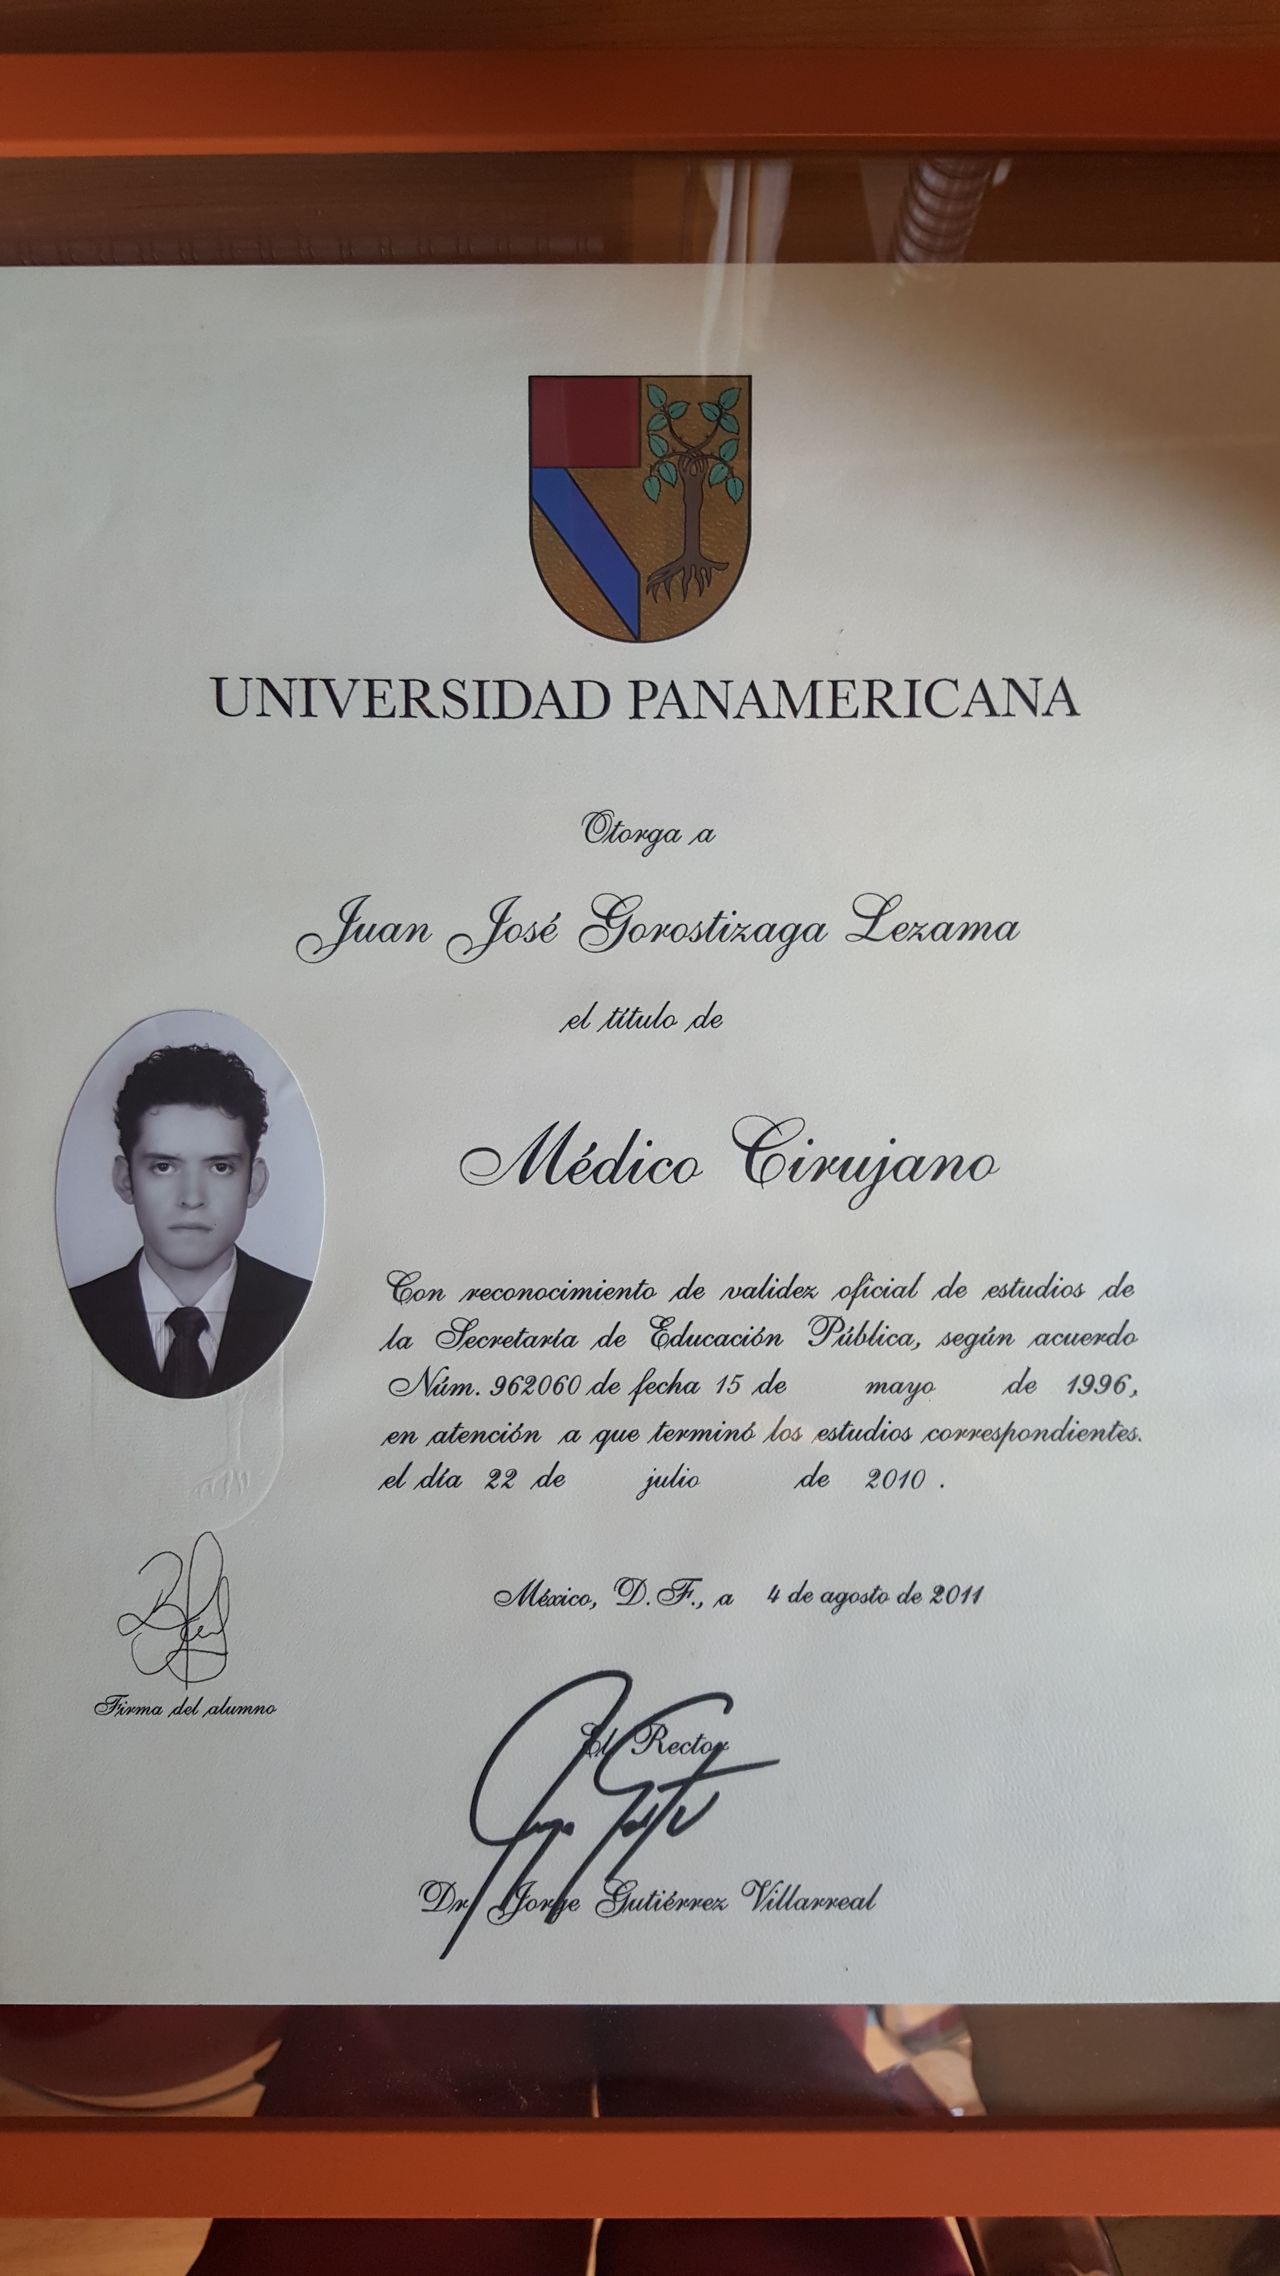 UNIVERSIDAD PANAMERICANA
Otorga a
Juan José Gorostizaga Lezama
el título de
Médico Cirujano
Con reconocimiento de validez oficial de estudios de
la Secretaría de Educación Pública, según acuerdo
Núm. 962060 de fecha 15 de mayo de 1996,
en atención a que terminó los estudios correspondientes.
el día 22 de julio de 2010 .
México, D.F., a 4 de agosto de 2011
Firma del alumno
El Rector
Dr. Jorge Gutiérrez Villarreal